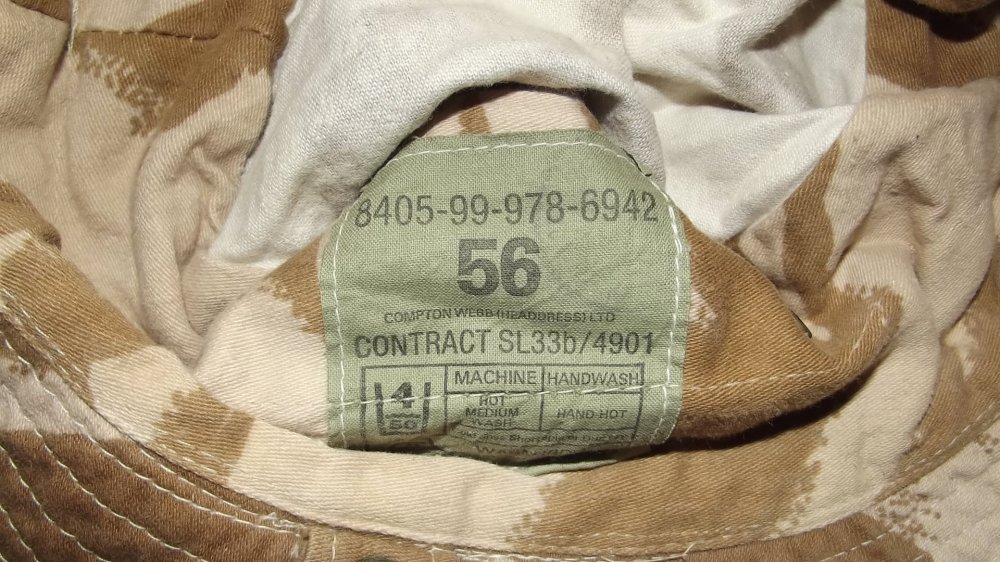 8405-99-978-6942
56
COMPTON WEBB (HEADDRESS) LTD
CONTRACT SL33b/4901
4
50
MACHINE
HANDWASH
HOT
MEDIUM
WASH
HAND HOT